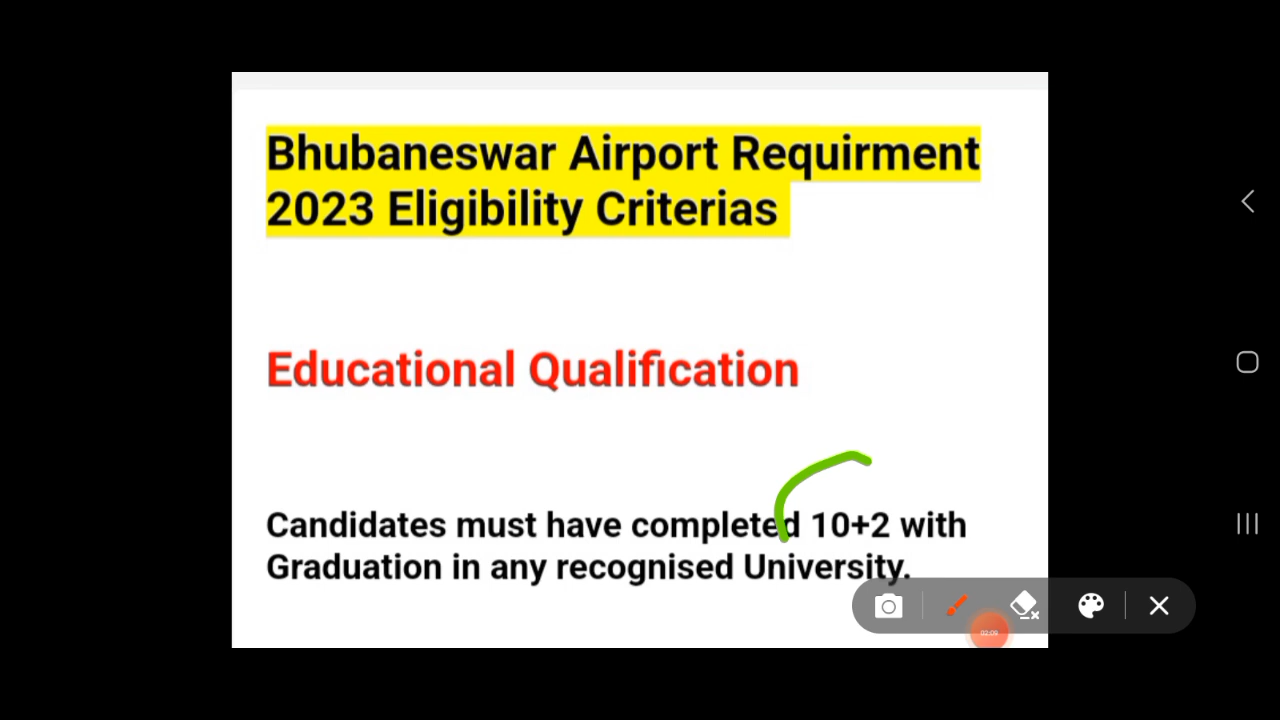 Bhubaneswar Airport Requirment
2023 Eligibility Criterias
Educational Qualification
Candidates must have completed 10+2 with
Graduation in any recognised University.